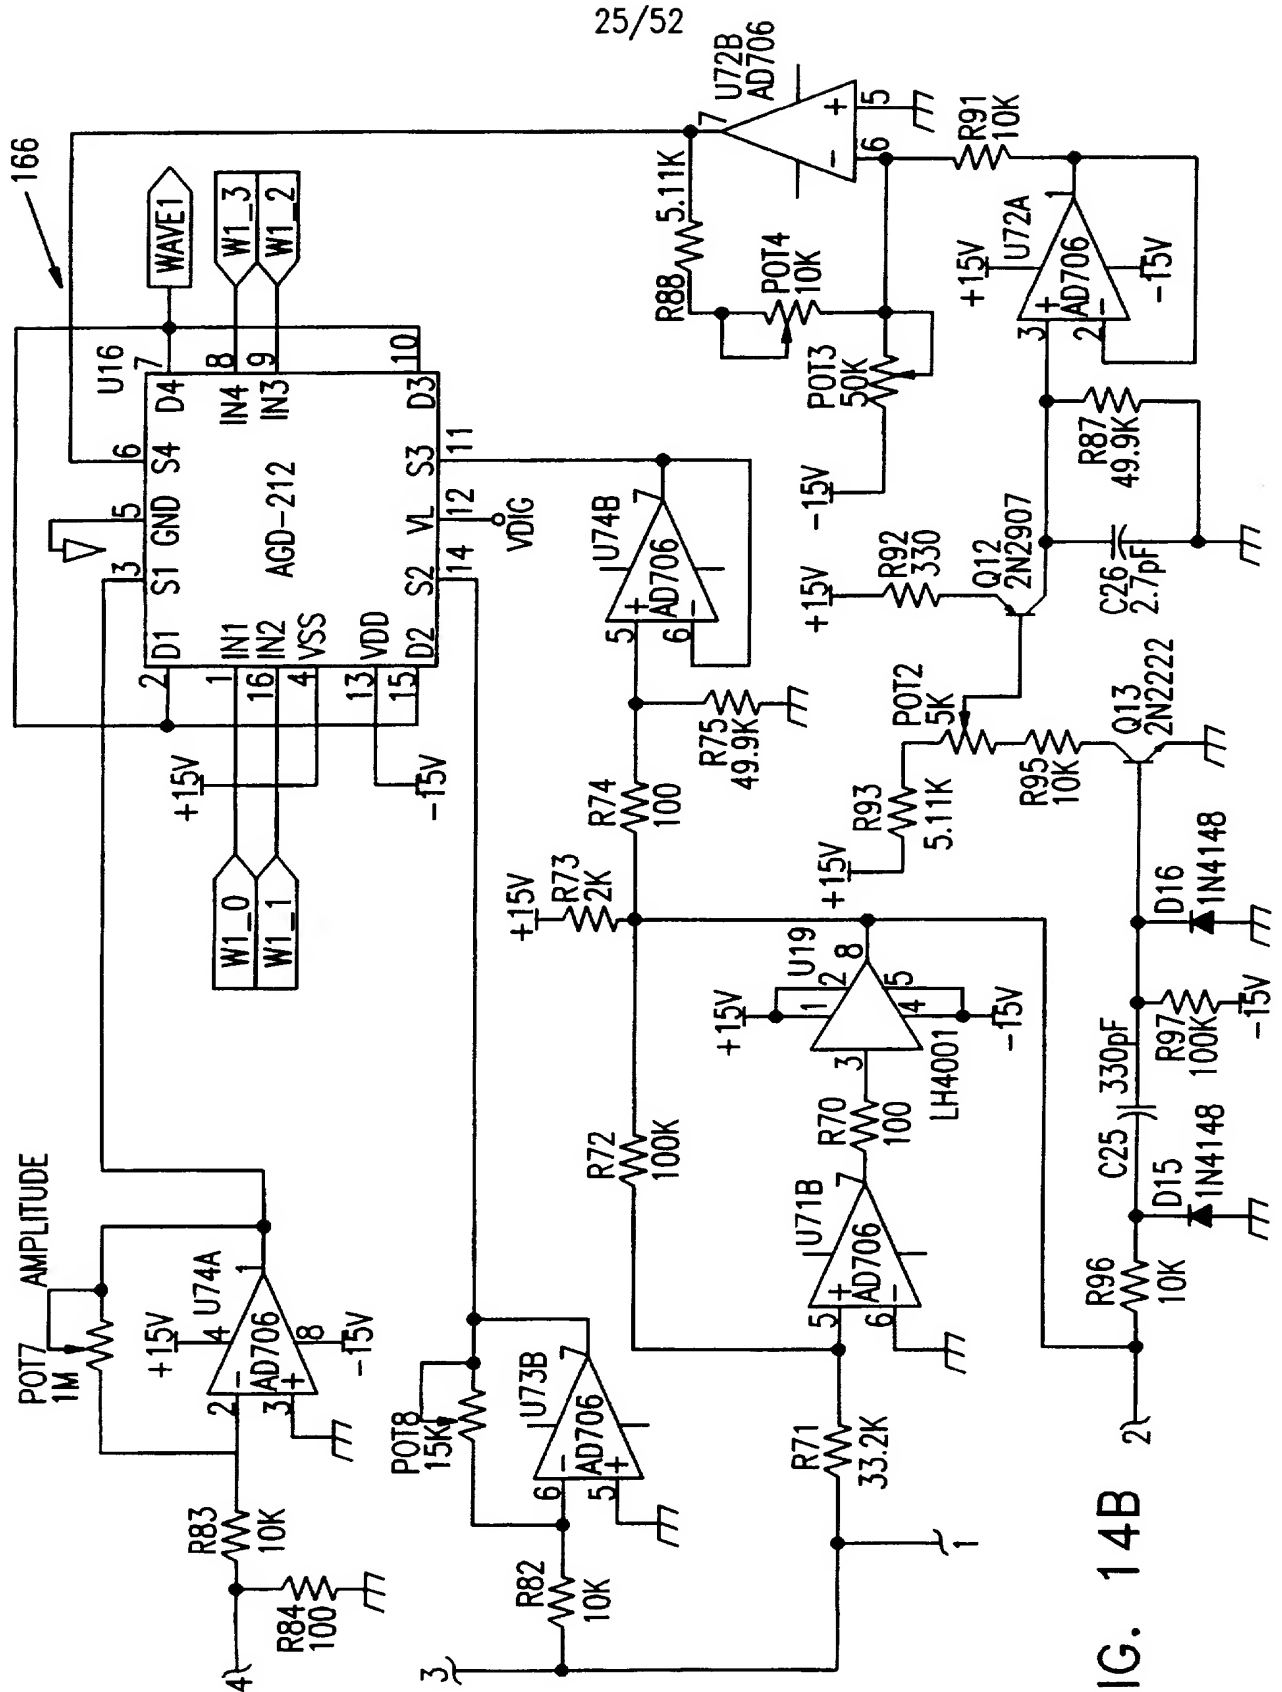 25/52
166
WAVE1
W1_3
W1_2
U16
7
8
9
10
D4
IN4
IN3
D3
6
S4
11
S3
5
GND
AGD-212
12
VL
VDIG
3
S1
14
S2
D1
IN1
IN2
VSS
VDD
D2
2
1
16
4
13
15
+15V
-15V
W1_0
W1_1
AMPLITUDE
POT7
1M
+15V
U74A
4
1
AD706
2
-
3
+
8
-15V
R83
10K
R84
100
4
POT8
15K
U73B
7
AD706
6
-
5
+
R82
10K
3
U74B
7
AD706
5
+
6
-
R75
49.9K
R74
100
+15V
R73
2K
R72
100K
+15V
U19
1
2
8
3
4
5
LH4001
-15V
R70
100
U71B
7
AD706
5
+
6
-
R71
33.2K
1
U72B
AD706
7
+
5
-
6
R88
5.11K
POT4
10K
POT3
50K
-15V
R91
10K
+15V
U72A
1
AD706
3
+
2
-
-15V
R87
49.9K
C26
2.7pF
+15V
R92
330
Q12
2N2907
POT2
5K
+15V
R93
5.11K
R95
10K
Q13
2N2222
D16
1N4148
R97
100K
-15V
330pF
C25
D15
1N4148
R96
10K
2
IG. 14B